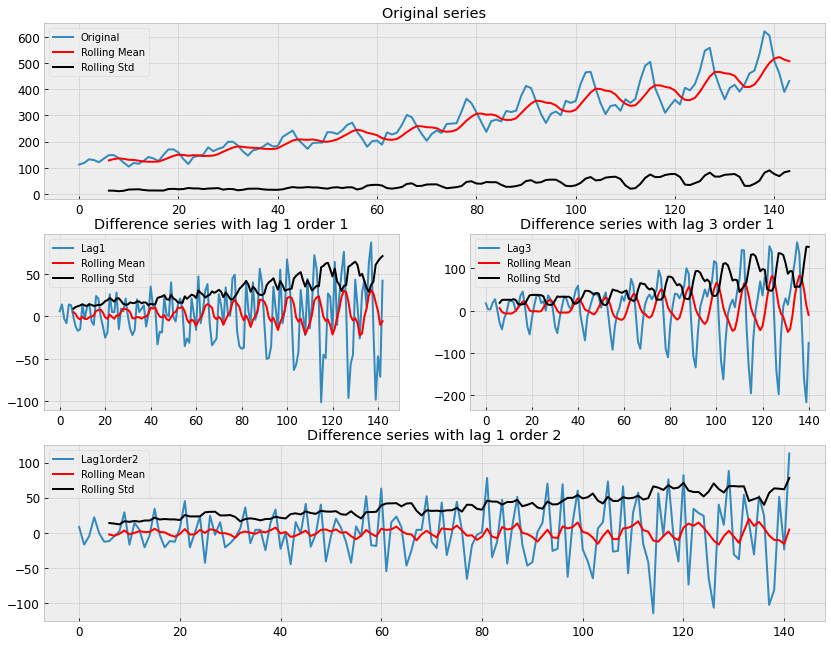 Original series
Original
Rolling Mean
Rolling Std
600
500
400
300
200
100
0
0 20 40 60 80 100 120 140
Difference series with lag 1 order 1
Lag1
Rolling Mean
Rolling Std
50
0
−50
−100
0 20 40 60 80 100 120 140
Difference series with lag 3 order 1
Lag3
Rolling Mean
Rolling Std
100
0
−100
−200
0 20 40 60 80 100 120 140
Difference series with lag 1 order 2
Lag1order2
Rolling Mean
Rolling Std
100
50
0
−50
−100
0 20 40 60 80 100 120 140